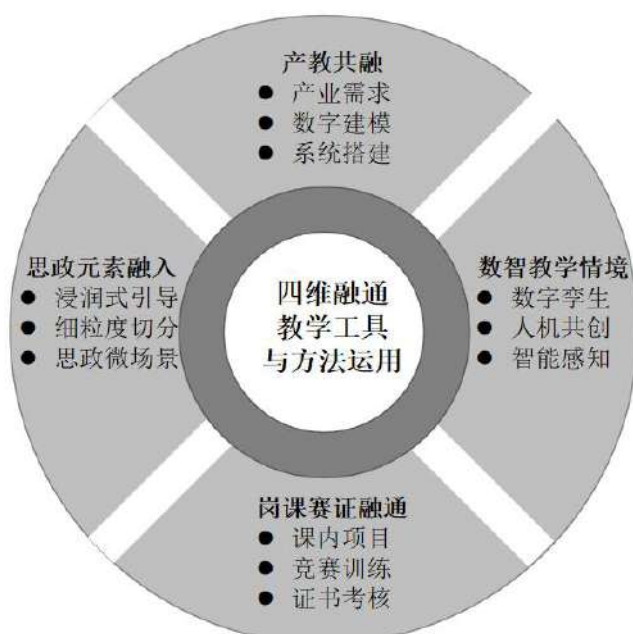 产教共融
● 产业需求
● 数字建模
● 系统搭建
思政元素融入
● 浸润式引导
● 细粒度切分
● 思政微场景
四维融通
教学工具
与方法运用
数智教学情境
● 数字孪生
● 人机共创
● 智能感知
岗课赛证融通
● 课内项目
● 竞赛训练
● 证书考核